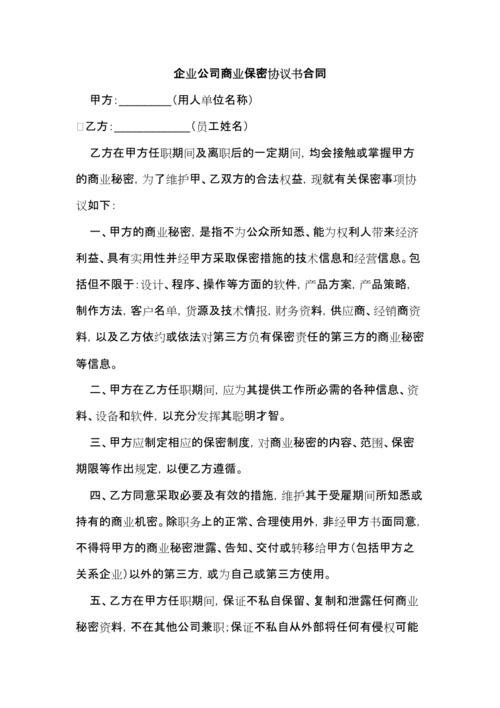 企业公司商业保密协议书合同
甲方：________（用人单位名称）
乙方：___________（员工姓名）
乙方在甲方任职期间及离职后的一定期间，均会接触或掌握甲方
的商业秘密，为了维护甲、乙双方的合法权益，现就有关保密事项协
议如下：
一、甲方的商业秘密，是指不为公众所知悉、能为权利人带来经济
利益、具有实用性并经甲方采取保密措施的技术信息和经营信息。包
括但不限于：设计、程序、操作等方面的软件，产品方案，产品策略，
制作方法，客户名单，货源及技术情报，财务资料，供应商、经销商资
料，以及乙方依约或依法对第三方负有保密责任的第三方的商业秘密
等信息。
二、甲方在乙方任职期间，应为其提供工作所必需的各种信息、资
料、设备和软件，以充分发挥其聪明才智。
三、甲方应制定相应的保密制度，对商业秘密的内容、范围、保密
期限等作出规定，以便乙方遵循。
四、乙方同意采取必要及有效的措施，维护其于受雇期间所知悉或
持有的商业机密。除职务上的正常、合理使用外，非经甲方书面同意，
不得将甲方的商业秘密泄露、告知、交付或转移给甲方（包括甲方之
关系企业）以外的第三方，或为自己或第三方使用。
五、乙方在甲方任职期间，保证不私自保留、复制和泄露任何商业
秘密资料，不在其他公司兼职；保证不私自从外部将任何有侵权可能